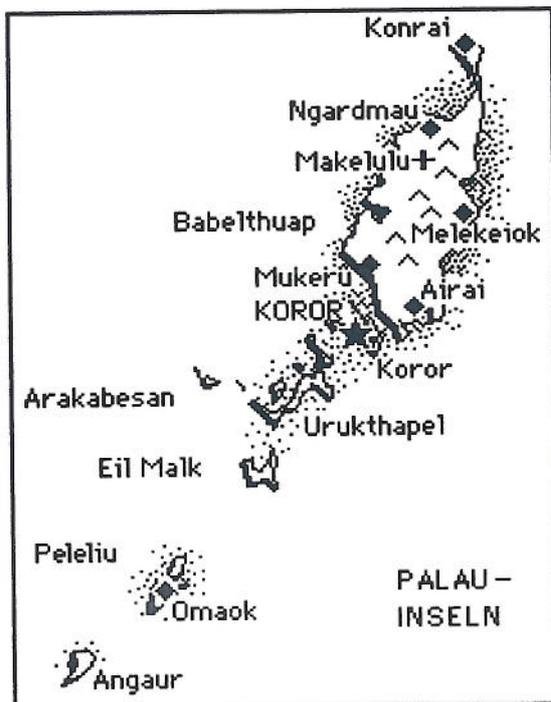 Konrai
Ngardmau
Makelulu
Babelthuap
Melekeiok
Mukeru
Airai
KOROR
Koror
Arakabesan
Urukthapel
Eil Malk
Peleliu
Omaok
PALAU-
INSELN
Angaur